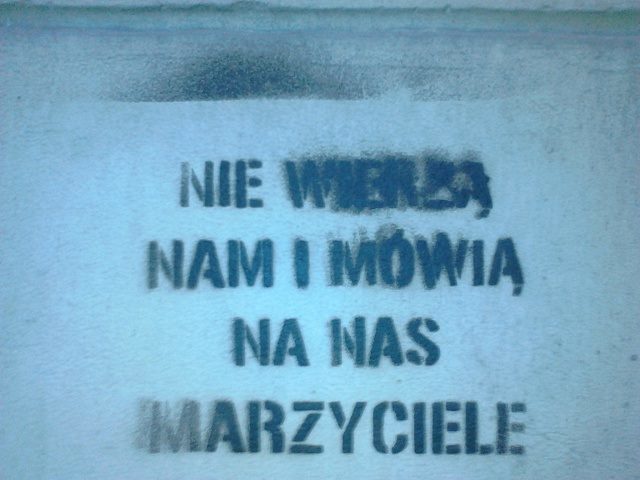 NIE WIERZĄ
NAM I MÓWIĄ
NA NAS
MARZYCIELE